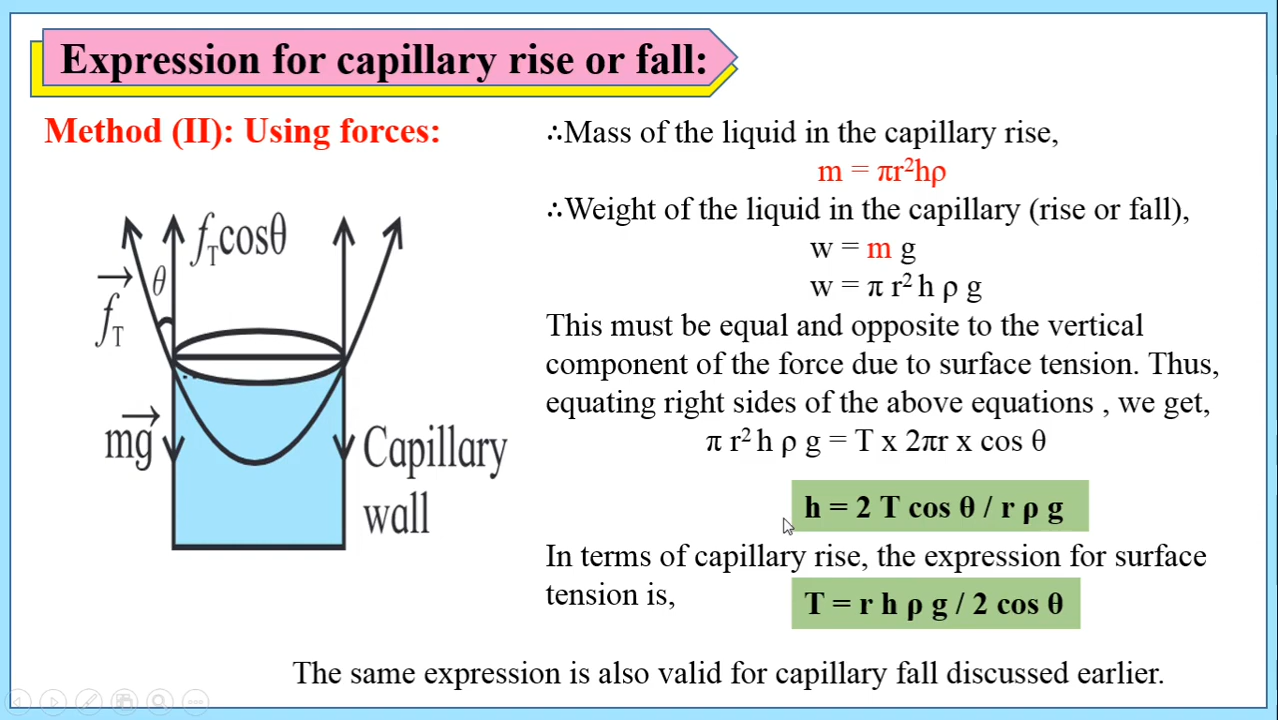 Expression for capillary rise or fall:
Method (II): Using forces:
f_T cosθ
θ
f_T
mg
Capillary
wall
∴Mass of the liquid in the capillary rise,
m = πr²hρ
∴Weight of the liquid in the capillary (rise or fall),
w = m g
w = π r² h ρ g
This must be equal and opposite to the vertical
component of the force due to surface tension. Thus,
equating right sides of the above equations , we get,
π r² h ρ g = T x 2πr x cos θ
h = 2 T cos θ / r ρ g
In terms of capillary rise, the expression for surface
tension is,
T = r h ρ g / 2 cos θ
The same expression is also valid for capillary fall discussed earlier.